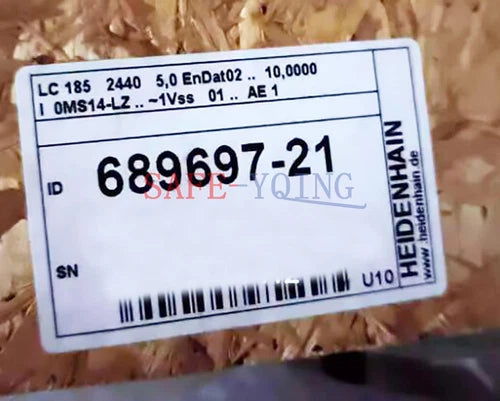 LC 185 2440 5,0 EnDat02 .. 10,0000
I 0MS14-LZ .. ~1Vss 01 .. AE 1
ID 689697-21
SAFE-YQING
SN
U10
HEIDENHAIN
www.heidenhain.de